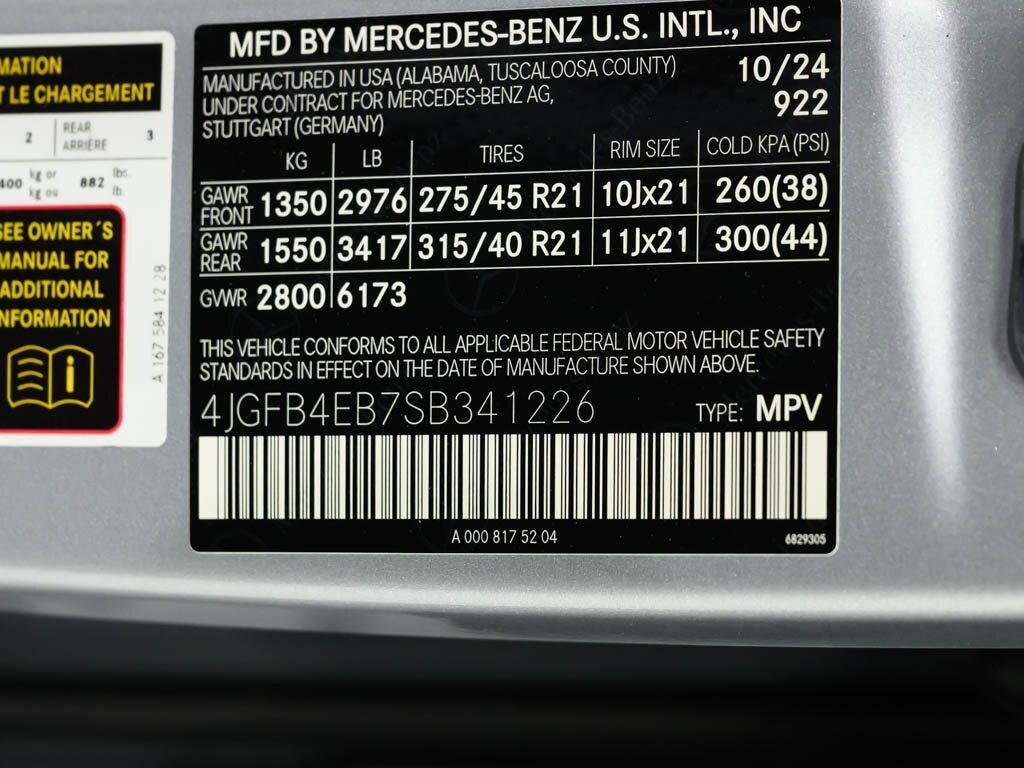 MATION
T LE CHARGEMENT
2 REAR ARRIÈRE 3
400 kg or kg ou 882 lbs. lb.
SEE OWNER´S
MANUAL FOR
ADDITIONAL
NFORMATION
i
A 167 584 12 28
MFD BY MERCEDES-BENZ U.S. INTL., INC
MANUFACTURED IN USA (ALABAMA, TUSCALOOSA COUNTY) 10/24
UNDER CONTRACT FOR MERCEDES-BENZ AG, 922
STUTTGART (GERMANY)
KG LB TIRES RIM SIZE COLD KPA (PSI)
GAWR FRONT 1350 2976 275/45 R21 10Jx21 260(38)
GAWR REAR 1550 3417 315/40 R21 11Jx21 300(44)
GVWR 2800 6173
THIS VEHICLE CONFORMS TO ALL APPLICABLE FEDERAL MOTOR VEHICLE SAFETY
STANDARDS IN EFFECT ON THE DATE OF MANUFACTURE SHOWN ABOVE.
4JGFB4EB7SB341226 TYPE: MPV
A 000 817 52 04 6829305